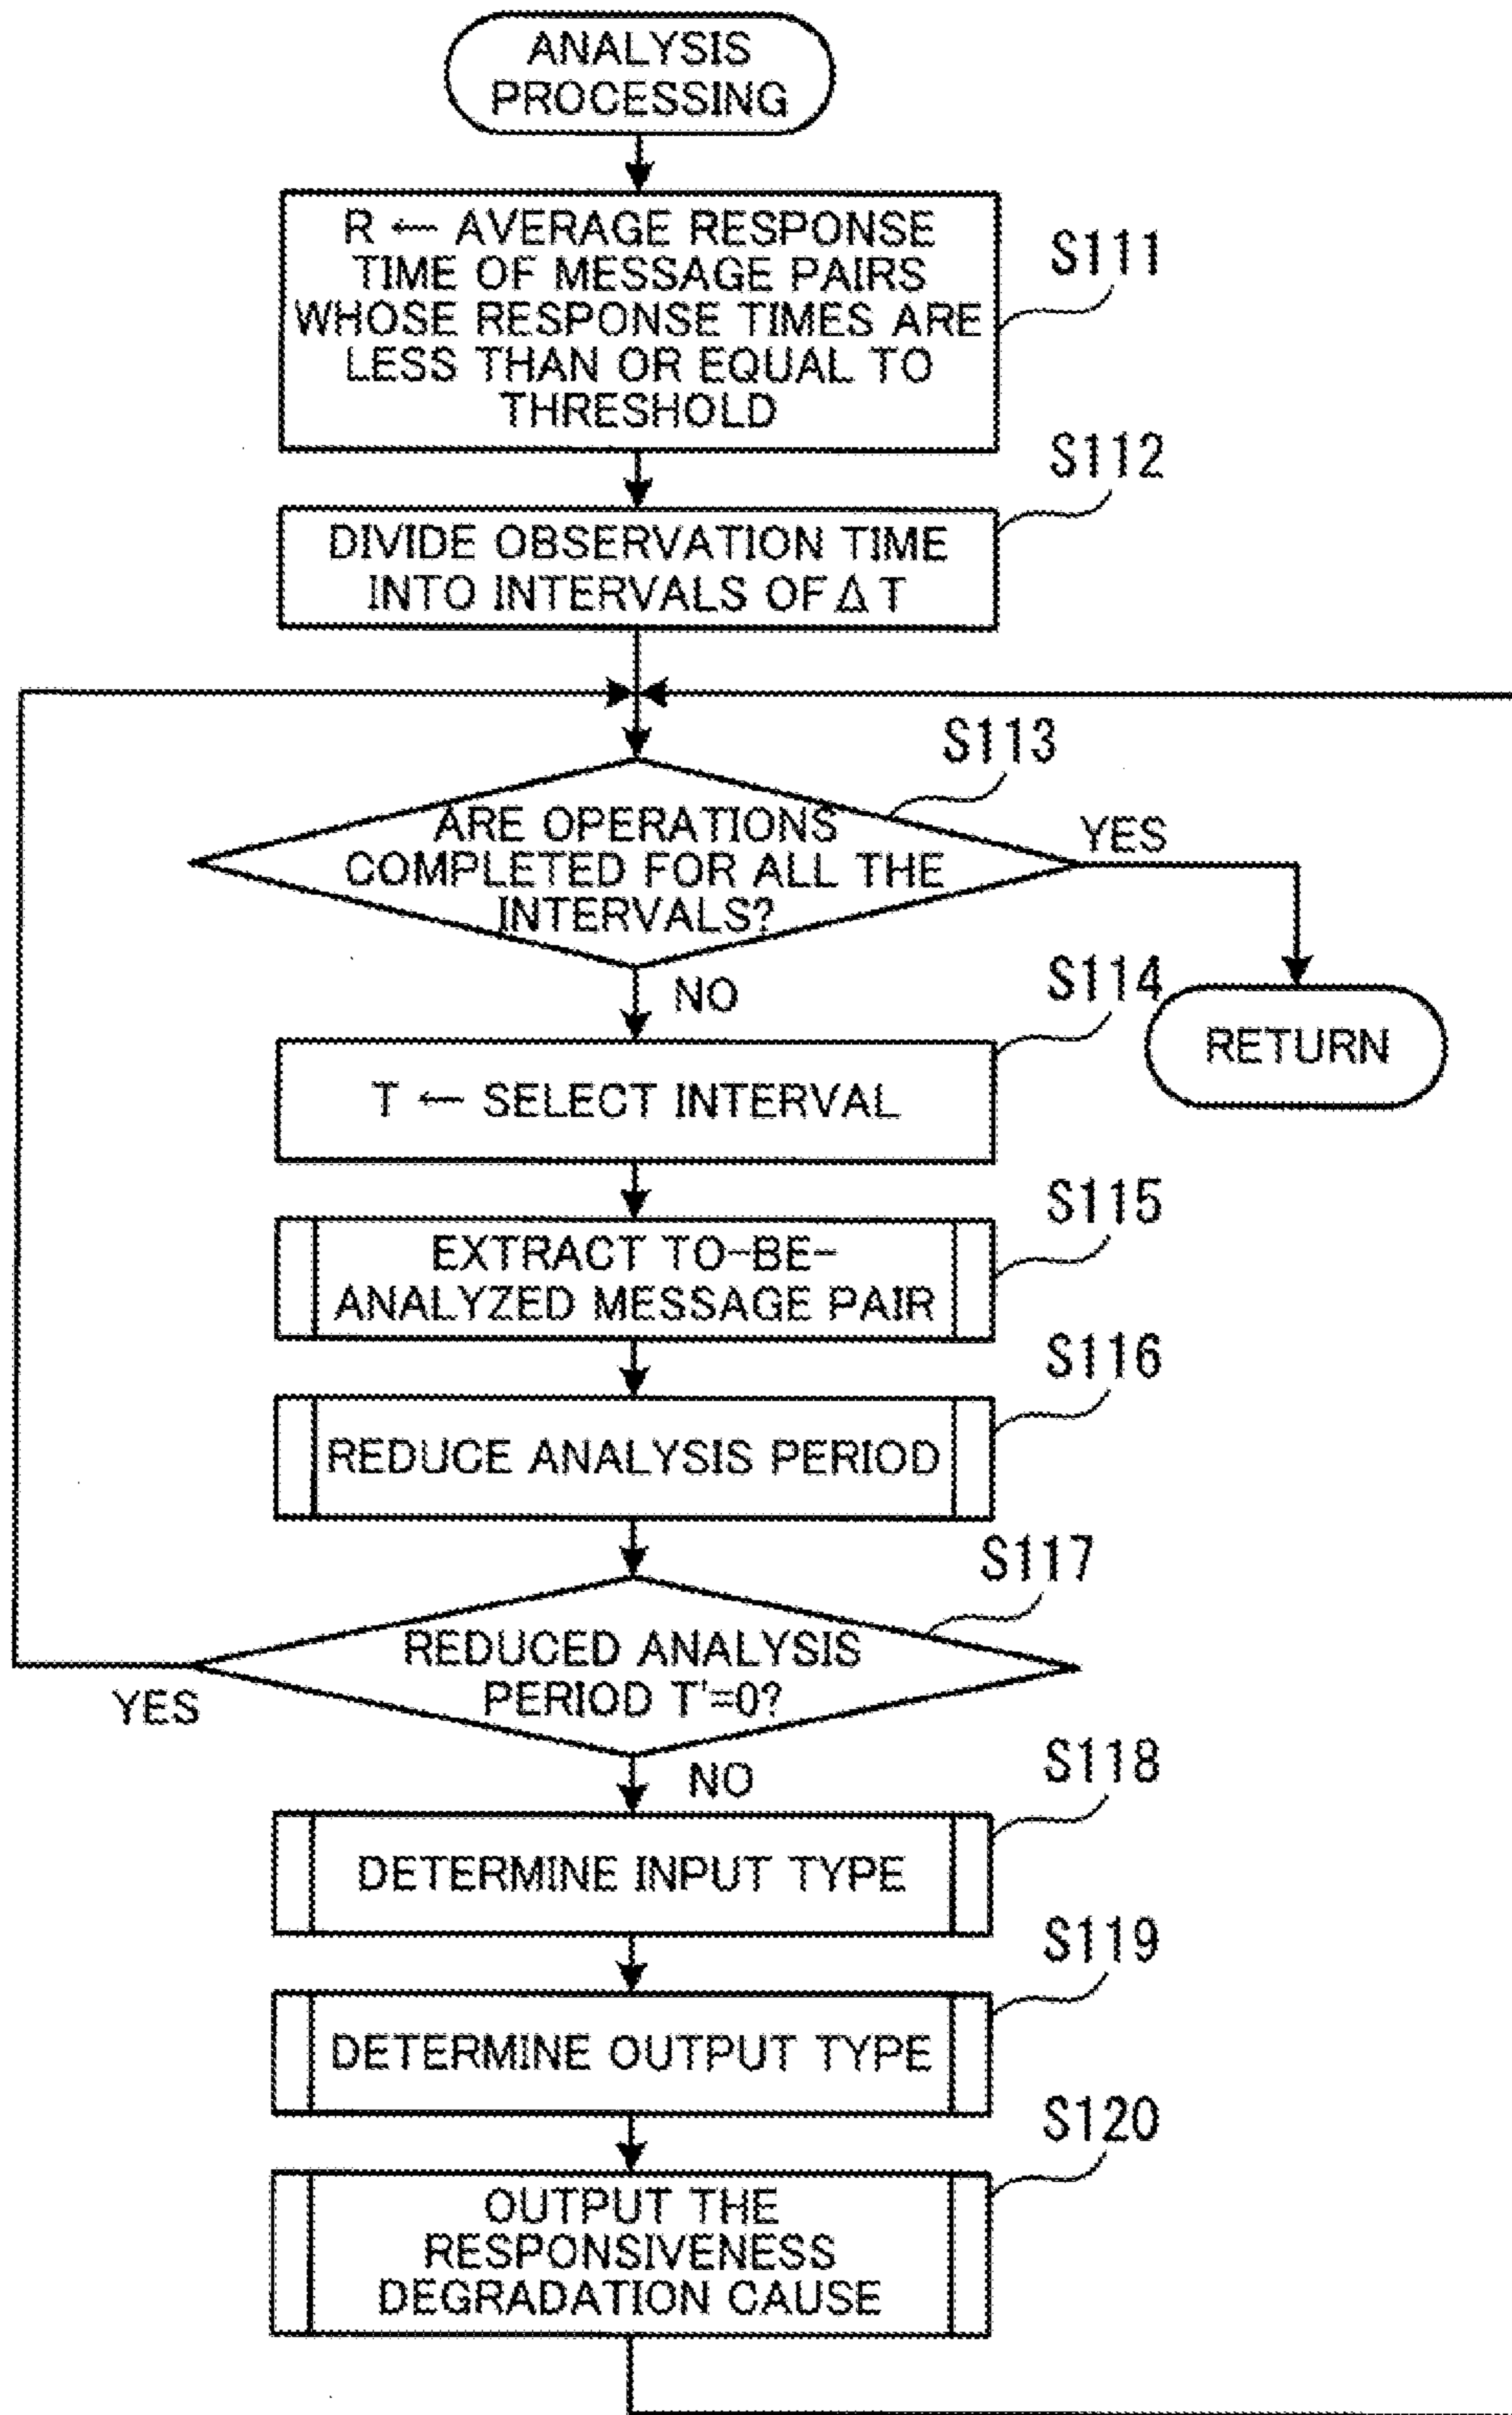 ANALYSIS
PROCESSING
R ← AVERAGE RESPONSE
TIME OF MESSAGE PAIRS
WHOSE RESPONSE TIMES ARE
LESS THAN OR EQUAL TO
THRESHOLD
S111
DIVIDE OBSERVATION TIME
INTO INTERVALS OF Δ T
S112
ARE OPERATIONS
COMPLETED FOR ALL THE
INTERVALS?
S113
YES
RETURN
NO
T ← SELECT INTERVAL
S114
EXTRACT TO-BE-
ANALYZED MESSAGE PAIR
S115
REDUCE ANALYSIS PERIOD
S116
REDUCED ANALYSIS
PERIOD T'=0?
S117
YES
NO
DETERMINE INPUT TYPE
S118
DETERMINE OUTPUT TYPE
S119
OUTPUT THE
RESPONSIVENESS
DEGRADATION CAUSE
S120